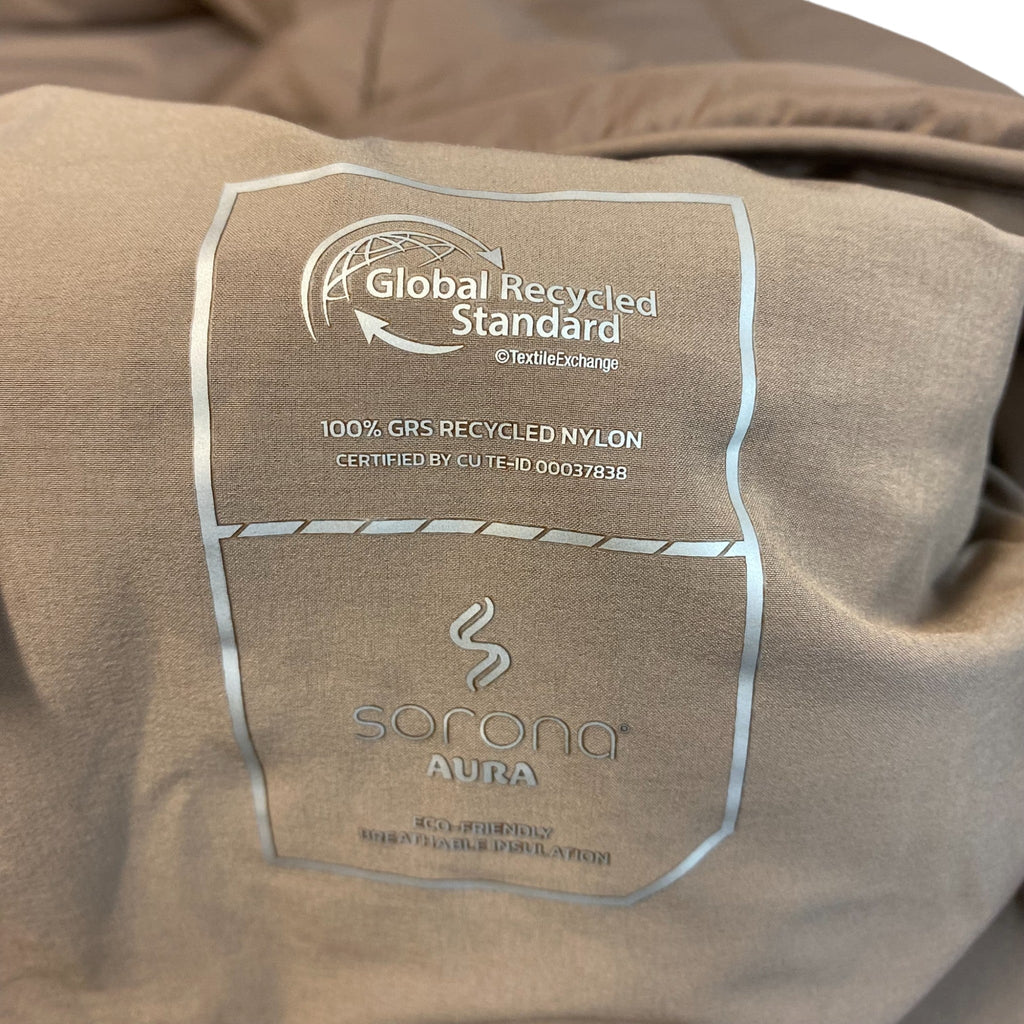 Global Recycled
Standard
©TextileExchange
100% GRS RECYCLED NYLON
CERTIFIED BY CU TE-ID 00037838
sorona®
AURA
ECO-FRIENDLY
BREATHABLE INSULATION